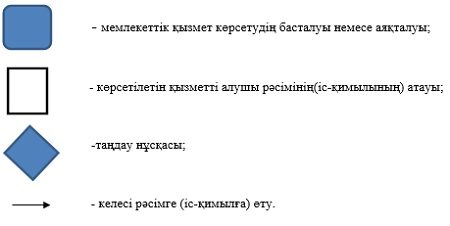 - мемлекеттік қызмет көрсетудің басталуы немесе аяқталуы;
- көрсетілетін қызметті алушы рәсімінің(іс-қимылының) атауы;
-таңдау нұсқасы;
- келесі рәсімге (іс-қимылға) өту.